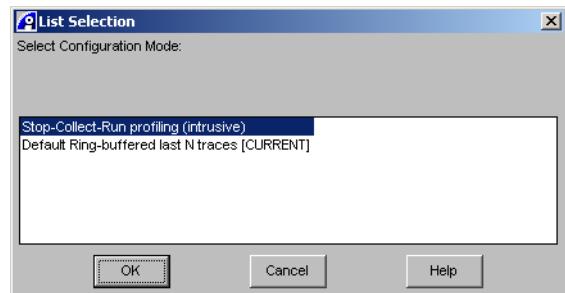 List Selection
Select Configuration Mode:
Stop-Collect-Run profiling (intrusive)
Default Ring-buffered last N traces [CURRENT]
OK Cancel Help